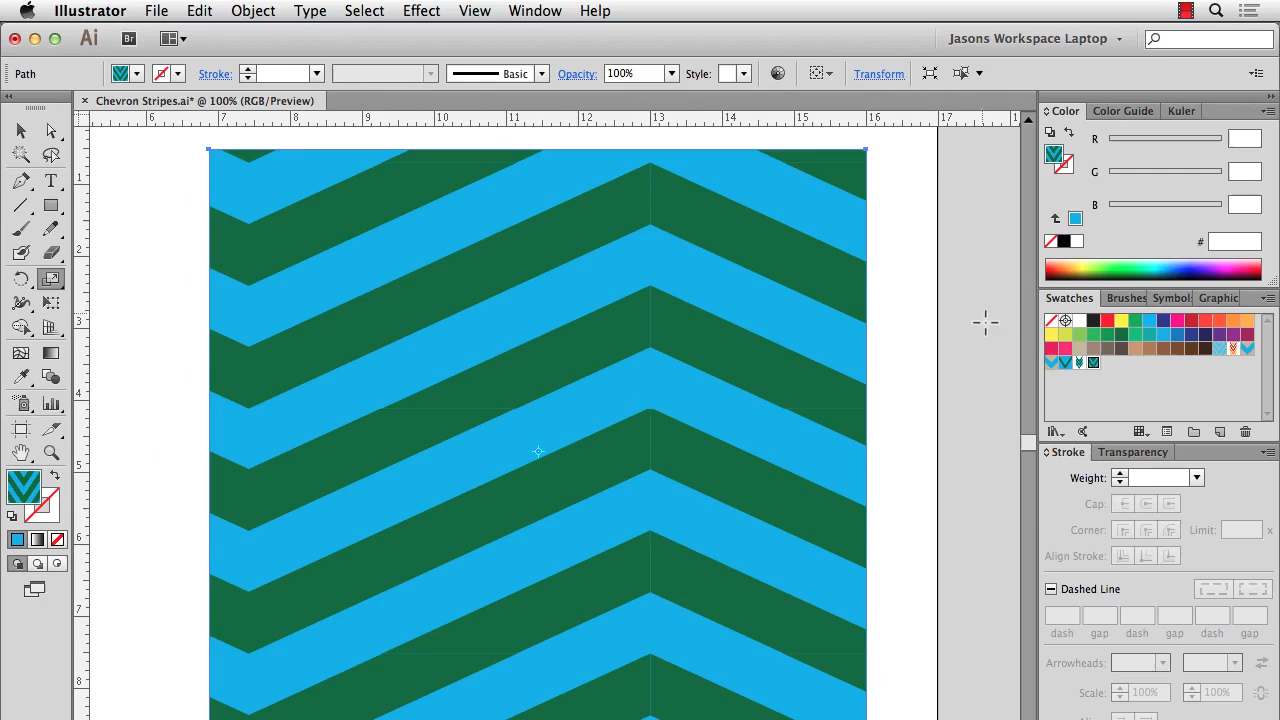 Illustrator File Edit Object Type Select Effect View Window Help
Ai Br Jasons Workspace Laptop
Path Stroke: Basic Opacity: 100% Style: Transform
Chevron Stripes.ai* @ 100% (RGB/Preview)
6 7 8 9 10 11 12 13 14 15 16 17 1
1
2
3
4
5
6
7
8
Color Color Guide Kuler
R
G
B
#
Swatches Brushes Symbol: Graphic
Stroke Transparency
Weight:
Cap:
Corner: Limit: x
Align Stroke:
Dashed Line
dash gap dash gap dash gap
Arrowheads:
Scale: 100% 100%